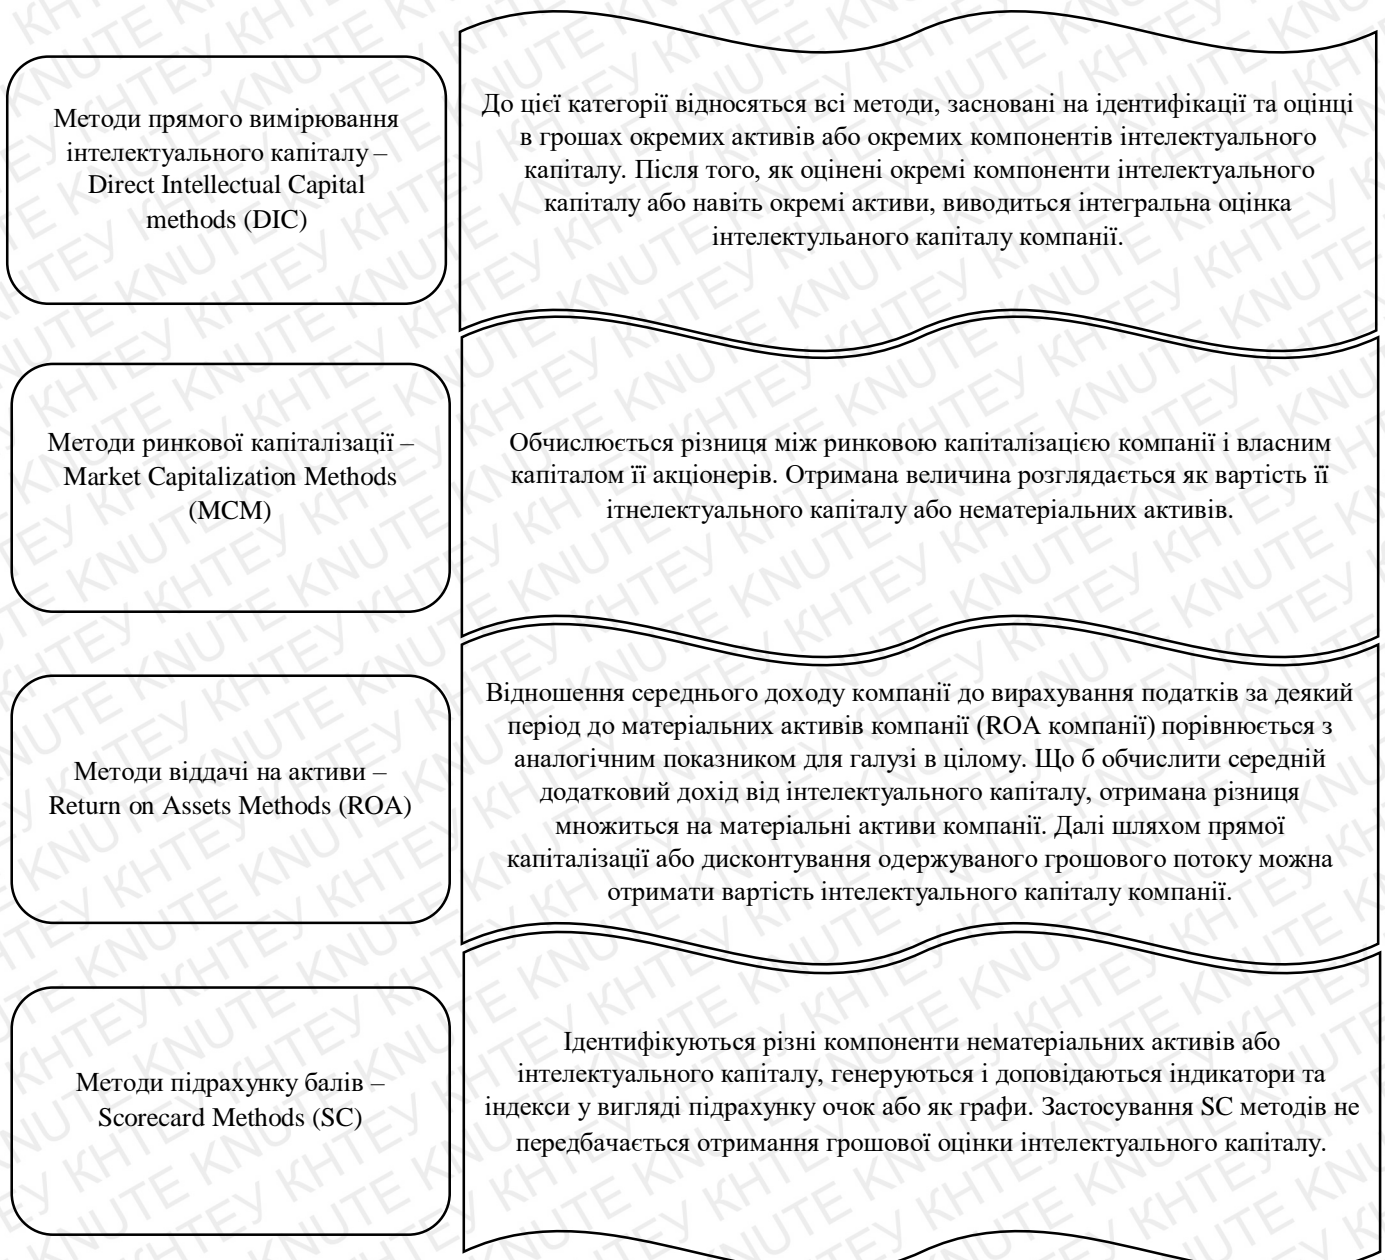 Методи прямого вимірювання
інтелектуального капіталу –
Direct Intellectual Capital
methods (DIC)
До цієї категорії відносяться всі методи, засновані на ідентифікації та оцінці
в грошах окремих активів або окремих компонентів інтелектуального
капіталу. Після того, як оцінені окремі компоненти інтелектуального
капіталу або навіть окремі активи, виводиться інтегральна оцінка
інтелектульаного капіталу компанії.
Методи ринкової капіталізації –
Market Capitalization Methods
(MCM)
Обчислюється різниця між ринковою капіталізацією компанії і власним
капіталом її акціонерів. Отримана величина розглядається як вартість її
ітнелектуального капіталу або нематеріальних активів.
Методи віддачі на активи –
Return on Assets Methods (ROA)
Відношення середнього доходу компанії до вирахування податків за деякий
період до матеріальних активів компанії (ROA компанії) порівнюється з
аналогічним показником для галузі в цілому. Що б обчислити середній
додатковий дохід від інтелектуального капіталу, отримана різниця
множиться на матеріальні активи компанії. Далі шляхом прямої
капіталізації або дисконтування одержуваного грошового потоку можна
отримати вартість інтелектуального капіталу компанії.
Методи підрахунку балів –
Scorecard Methods (SC)
Ідентифікуються різні компоненти нематеріальних активів або
інтелектуального капіталу, генеруються і доповідаються індикатори та
індекси у вигляді підрахунку очок або як графи. Застосування SC методів не
передбачається отримання грошової оцінки інтелектуального капіталу.